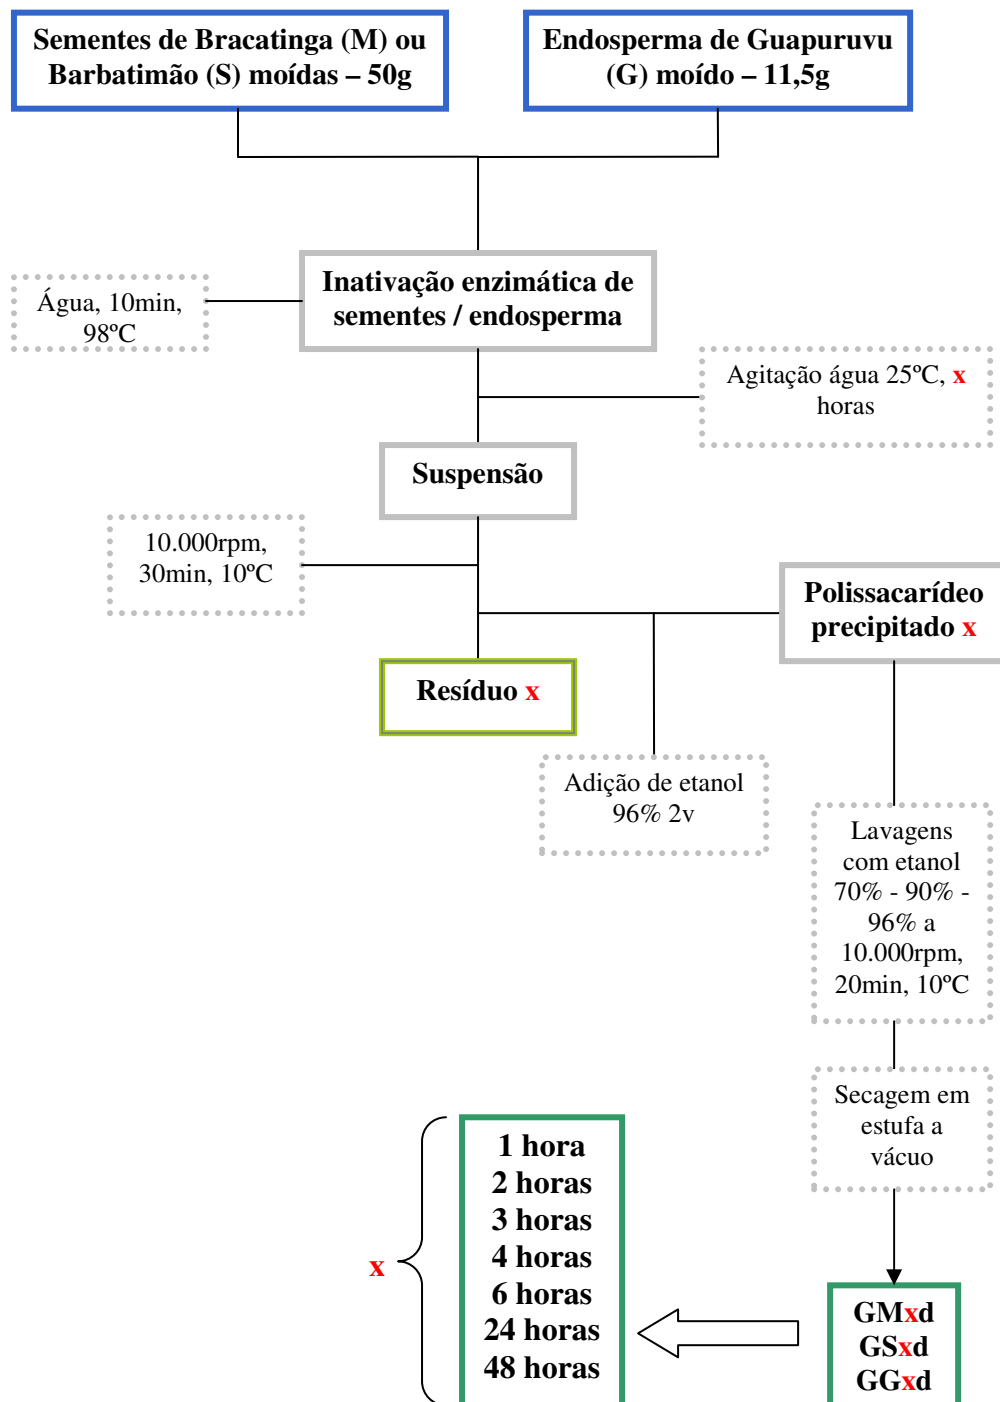 Sementes de Bracatinga (M) ou
Barbatimão (S) moídas – 50g
Endosperma de Guapuruvu
(G) moído – 11,5g
Inativação enzimática de
sementes / endosperma
Água, 10min,
98ºC
Agitação água 25ºC, x
horas
Suspensão
10.000rpm,
30min, 10ºC
Polissacarídeo
precipitado x
Resíduo x
Adição de etanol
96% 2v
Lavagens
com etanol
70% - 90% -
96% a
10.000rpm,
20min, 10ºC
Secagem em
estufa a
vácuo
x
1 hora
2 horas
3 horas
4 horas
6 horas
24 horas
48 horas
GMxd
GSxd
GGxd